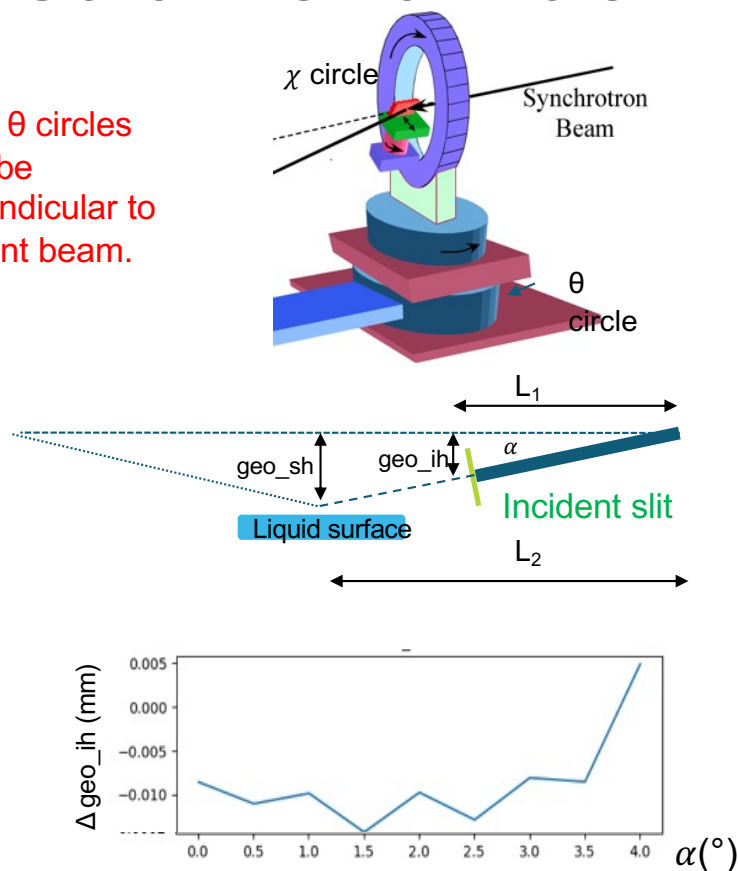 χ circle
Synchrotron
Beam
θ circles
be
ndicular to
nt beam.
θ
circle
L₁
geo_sh
geo_ih
α
Incident slit
Liquid surface
L₂
Δ geo_ih (mm)
0.005
0.000
−0.005
−0.010
0.0 0.5 1.0 1.5 2.0 2.5 3.0 3.5 4.0
α(°)